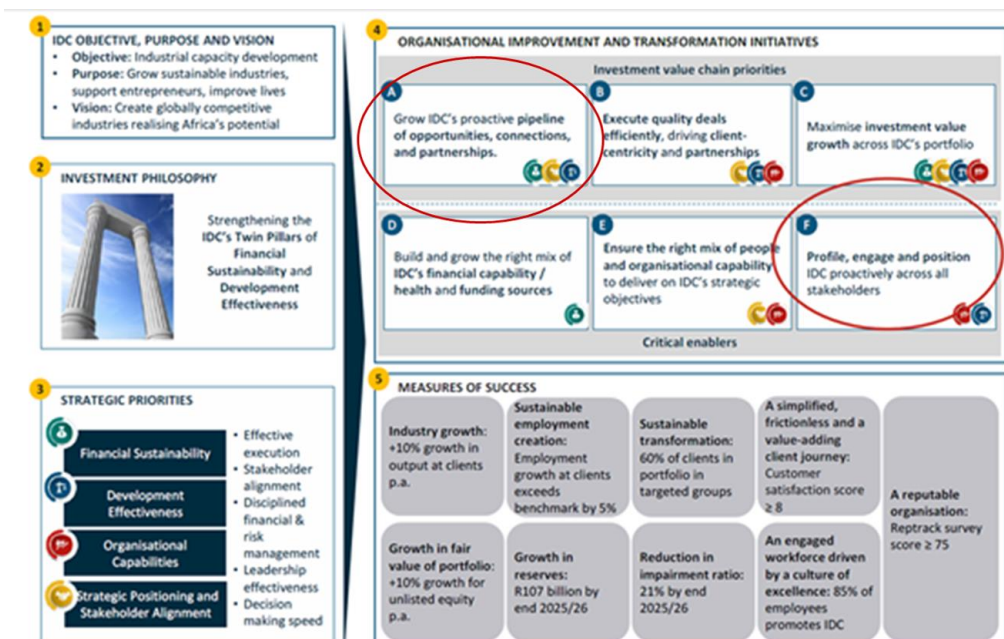 1
IDC OBJECTIVE, PURPOSE AND VISION
• Objective: Industrial capacity development
• Purpose: Grow sustainable industries,
support entrepreneurs, improve lives
• Vision: Create globally competitive
industries realising Africa's potential
2
INVESTMENT PHILOSOPHY
Strengthening the
IDC's Twin Pillars of
Financial
Sustainability and
Development
Effectiveness
3
STRATEGIC PRIORITIES
Financial Sustainability
Development
Effectiveness
Organisational
Capabilities
Strategic Positioning and
Stakeholder Alignment
• Effective
execution
• Stakeholder
alignment
• Disciplined
financial &
risk
management
• Leadership
effectiveness
• Decision
making speed
4
ORGANISATIONAL IMPROVEMENT AND TRANSFORMATION INITIATIVES
Investment value chain priorities
A
Grow IDC's proactive pipeline
of opportunities, connections,
and partnerships.
B
Execute quality deals
efficiently, driving client-
centricity and partnerships
C
Maximise investment value
growth across IDC's portfolio
D
Build and grow the right mix of
IDC's financial capability /
health and funding sources
E
Ensure the right mix of people
and organisational capability
to deliver on IDC's strategic
objectives
F
Profile, engage and position
IDC proactively across all
stakeholders
Critical enablers
5
MEASURES OF SUCCESS
Industry growth:
+10% growth in
output at clients
p.a.
Sustainable
employment
creation:
Employment
growth at clients
exceeds
benchmark by 5%
Sustainable
transformation:
60% of clients in
portfolio in
targeted groups
A simplified,
frictionless and a
value-adding
client journey:
Customer
satisfaction score
≥ 8
A reputable
organisation:
Reptrack survey
score ≥ 75
Growth in fair
value of portfolio:
+10% growth for
unlisted equity
p.a.
Growth in
reserves:
R107 billion by
end 2025/26
Reduction in
impairment ratio:
21% by end
2025/26
An engaged
workforce driven
by a culture of
excellence: 85% of
employees
promotes IDC